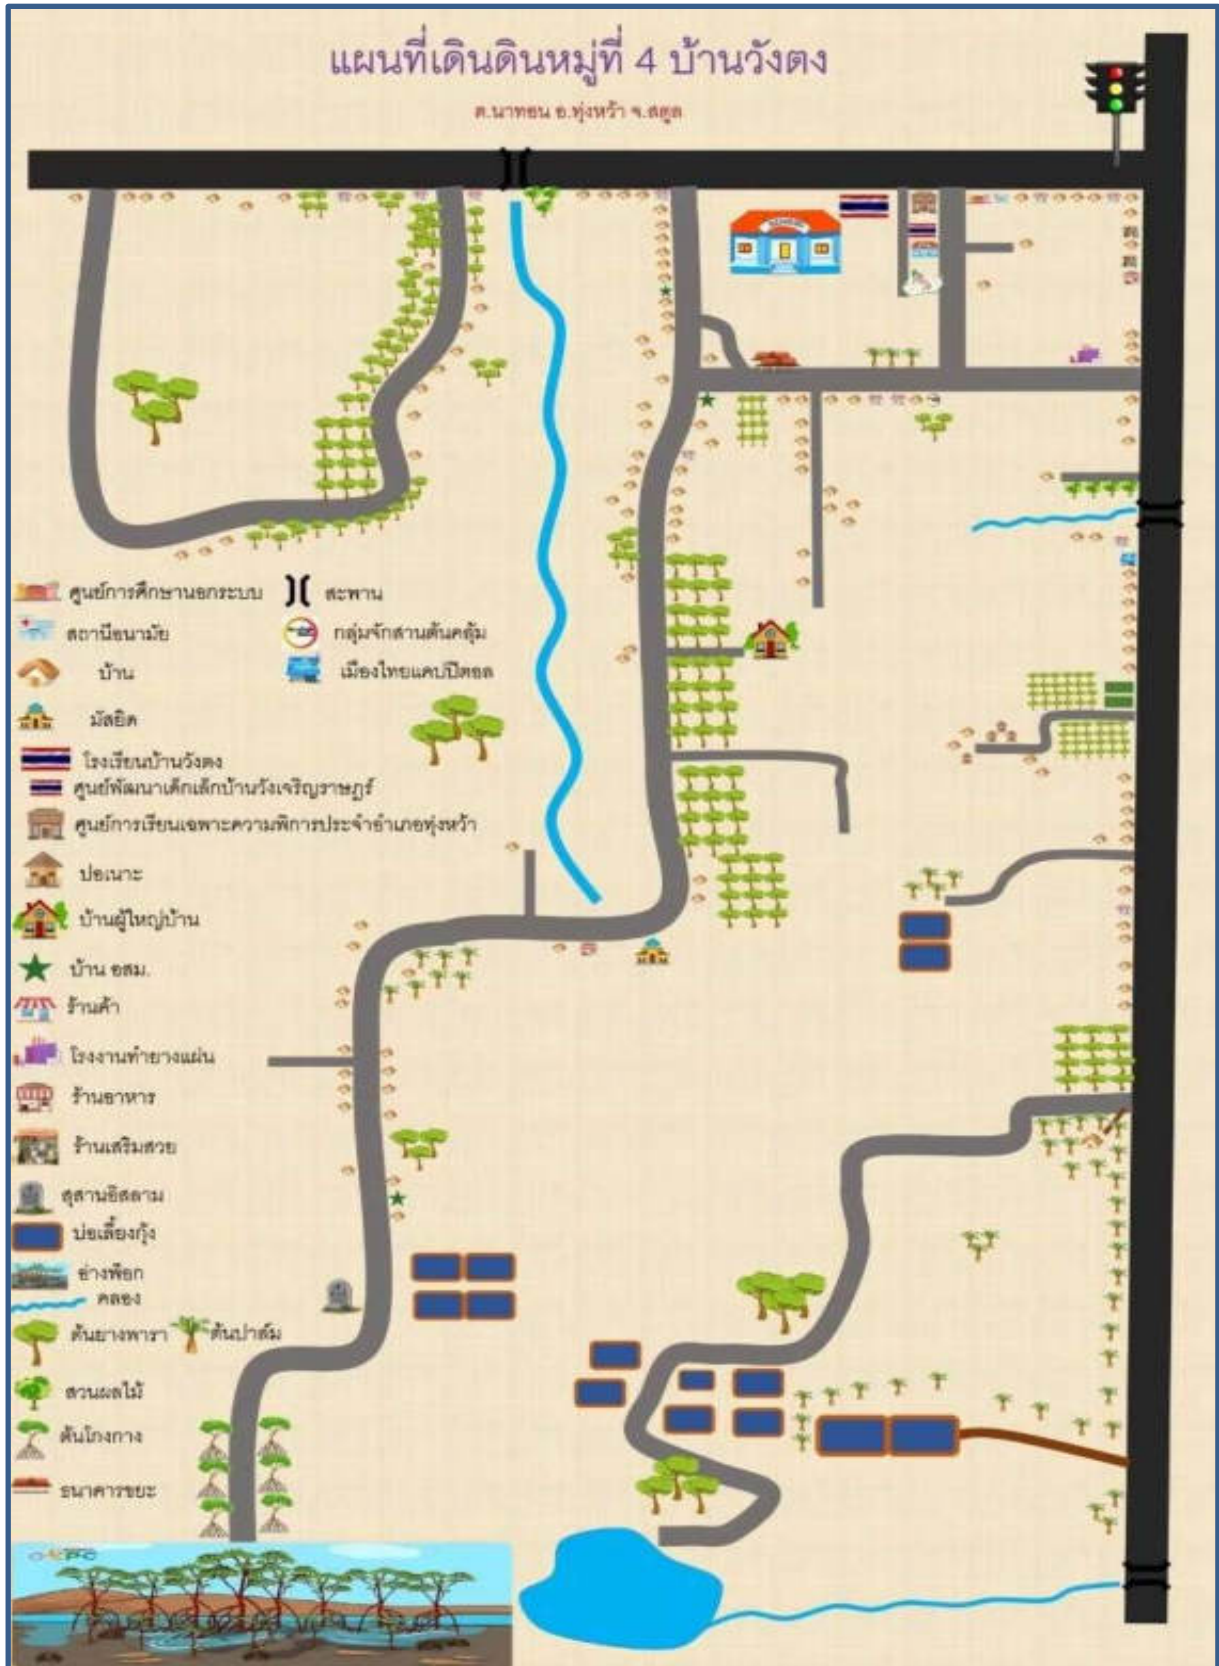 แผนที่เดินดินหมู่ที่ 4 บ้านวังตง
ต.นาทอน อ.ทุ่งหว้า จ.สตูล
ศูนย์การศึกษานอกระบบ
สะพาน
สถานีอนามัย
กลุ่มจักสานต้นคลุ้ม
บ้าน
เมืองไทยแคปปิตอล
มัสยิด
โรงเรียนบ้านวังตง
ศูนย์พัฒนาเด็กเล็กบ้านวังเจริญราษฎร์
ศูนย์การเรียนเฉพาะความพิการประจำอำเภอทุ่งหว้า
ปอเนาะ
บ้านผู้ใหญ่บ้าน
บ้าน อสม.
ร้านค้า
โรงงานทำยางแผ่น
ร้านอาหาร
ร้านเสริมสวย
สุสานอิสลาม
บ่อเลี้ยงกุ้ง
อ่างพือก
คลอง
ต้นยางพารา
ต้นปาล์ม
สวนผลไม้
ต้นโกงกาง
ธนาคารขยะ